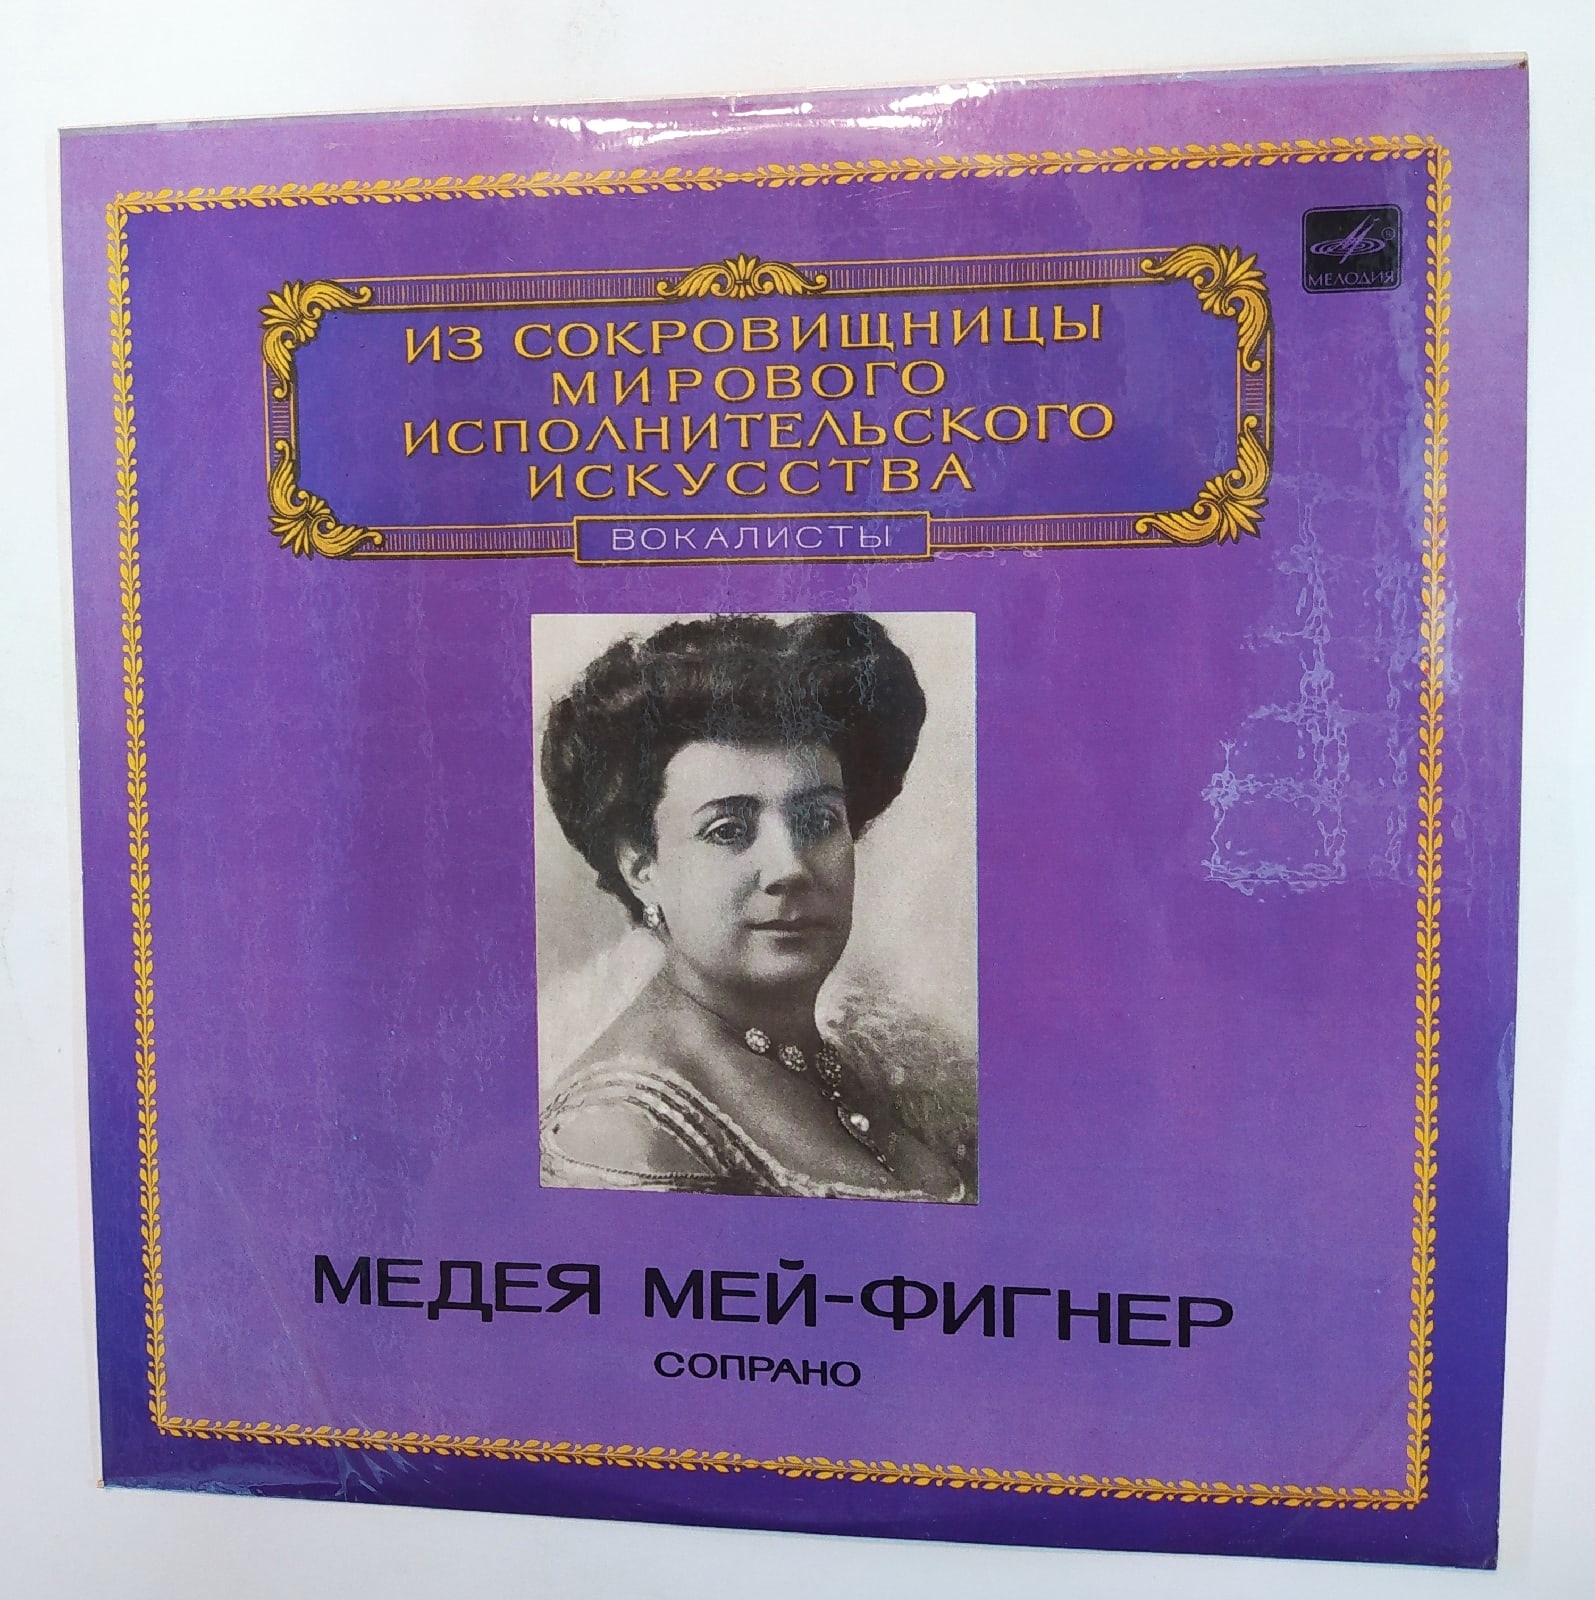 МЕЛОДИЯ
ИЗ СОКРОВИЩНИЦЫ
МИРОВОГО
ИСПОЛНИТЕЛЬСКОГО
ИСКУССТВА
ВОКАЛИСТЫ
МЕДЕЯ МЕЙ-ФИГНЕР
СОПРАНО